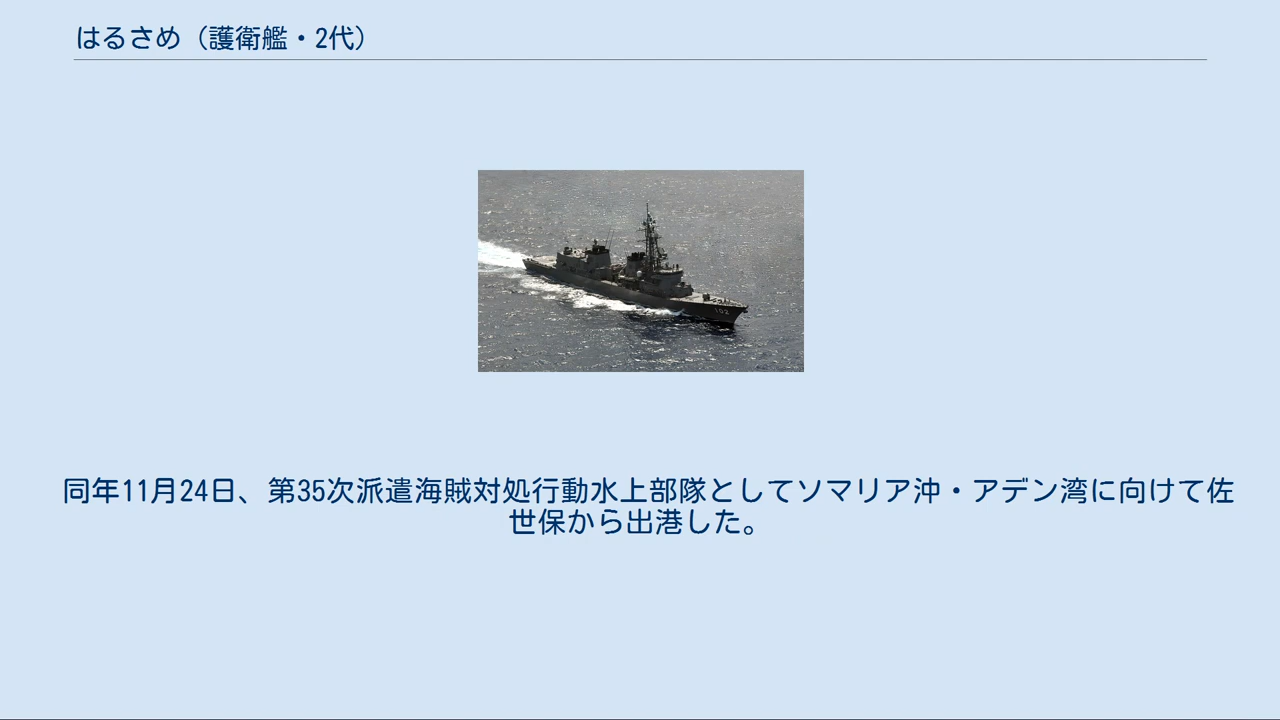 はるさめ（護衛艦・2代）
102
同年11月24日、第35次派遣海賊対処行動水上部隊としてソマリア沖・アデン湾に向けて佐
世保から出港した。